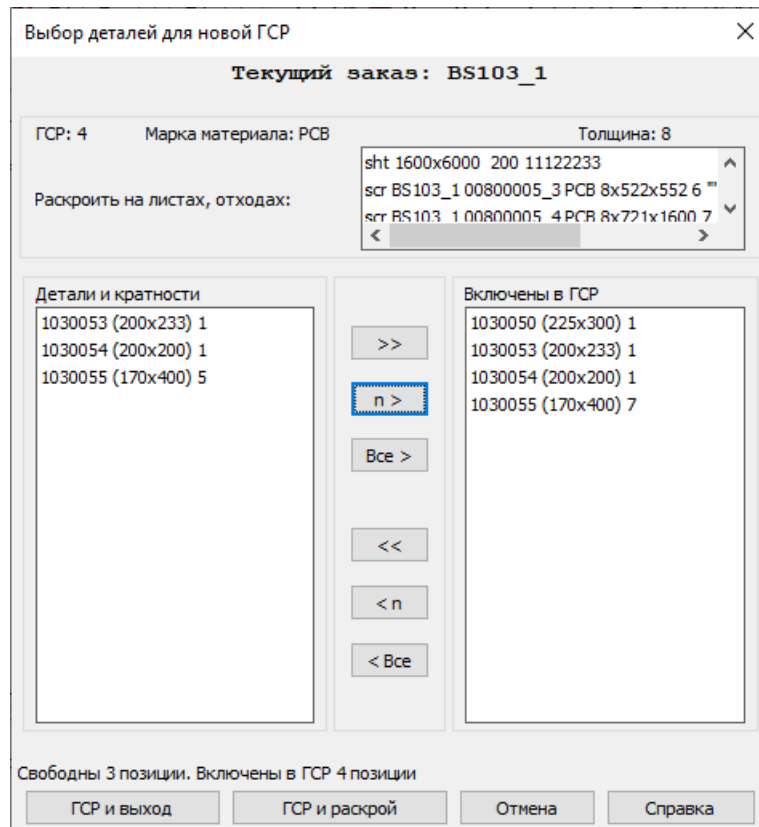 Выбор деталей для новой ГСР
Текущий заказ: BS103_1
ГСР: 4 Марка материала: PCB Толщина: 8
Раскроить на листах, отходах:
sht 1600x6000 200 11122233
scr BS103_1 00800005_3 PCB 8x522x552 6 ""
scr BS103_1 00800005_4 PCB 8x721x1600 7
Детали и кратности
1030053 (200x233) 1
1030054 (200x200) 1
1030055 (170x400) 5
>>
n >
Все >
<<
< n
< Все
Включены в ГСР
1030050 (225x300) 1
1030053 (200x233) 1
1030054 (200x200) 1
1030055 (170x400) 7
Свободны 3 позиции. Включены в ГСР 4 позиции
ГСР и выход ГСР и раскрой Отмена Справка